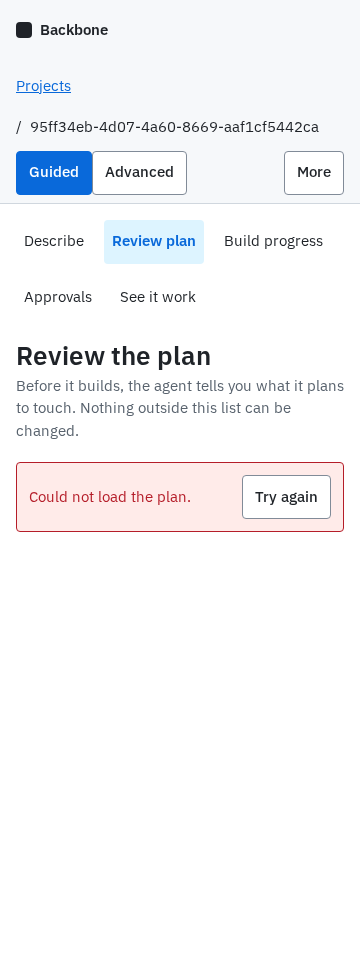 Backbone
Projects
/ 95ff34eb-4d07-4a60-8669-aaf1cf5442ca
Guided Advanced More
Describe Review plan Build progress
Approvals See it work
Review the plan
Before it builds, the agent tells you what it plans
to touch. Nothing outside this list can be
changed.
Could not load the plan. Try again